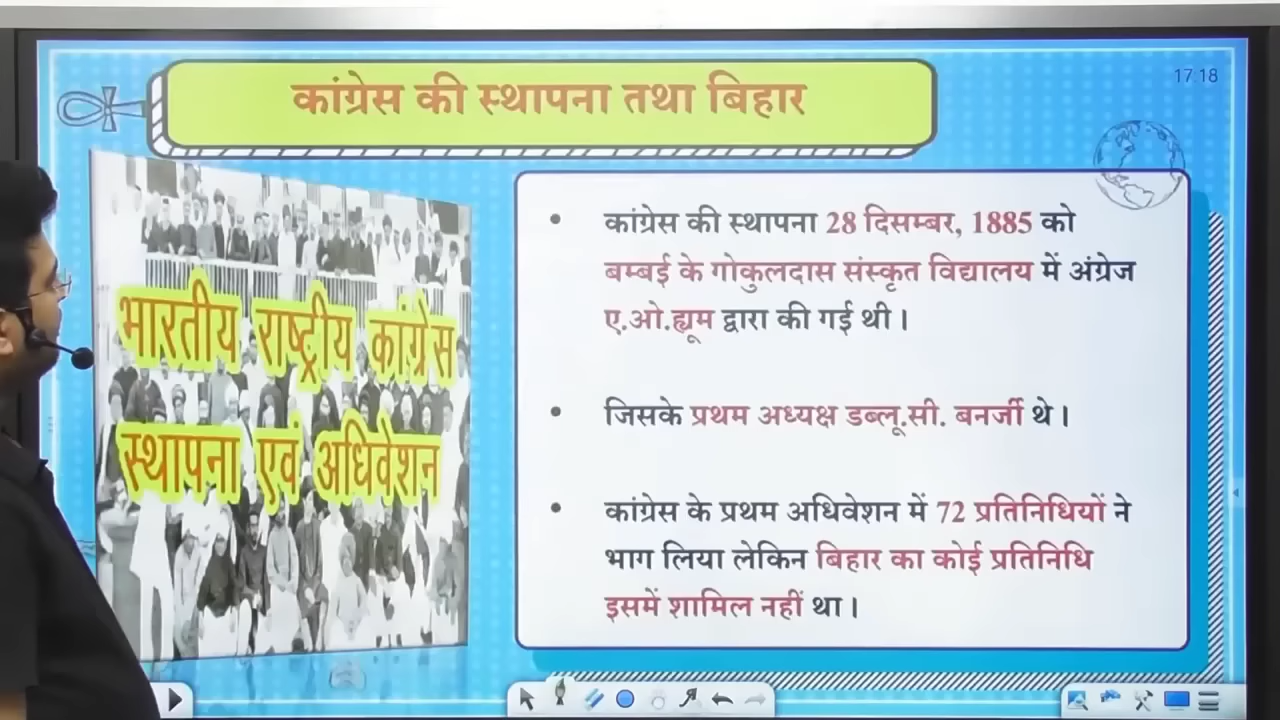 कांग्रेस की स्थापना तथा बिहार
17:18
भारतीय राष्ट्रीय कांग्रेस
स्थापना एवं अधिवेशन
• कांग्रेस की स्थापना 28 दिसम्बर, 1885 को
बम्बई के गोकुलदास संस्कृत विद्यालय में अंग्रेज
ए.ओ.ह्यूम द्वारा की गई थी।
• जिसके प्रथम अध्यक्ष डब्लू.सी. बनर्जी थे।
• कांग्रेस के प्रथम अधिवेशन में 72 प्रतिनिधियों ने
भाग लिया लेकिन बिहार का कोई प्रतिनिधि
इसमें शामिल नहीं था।